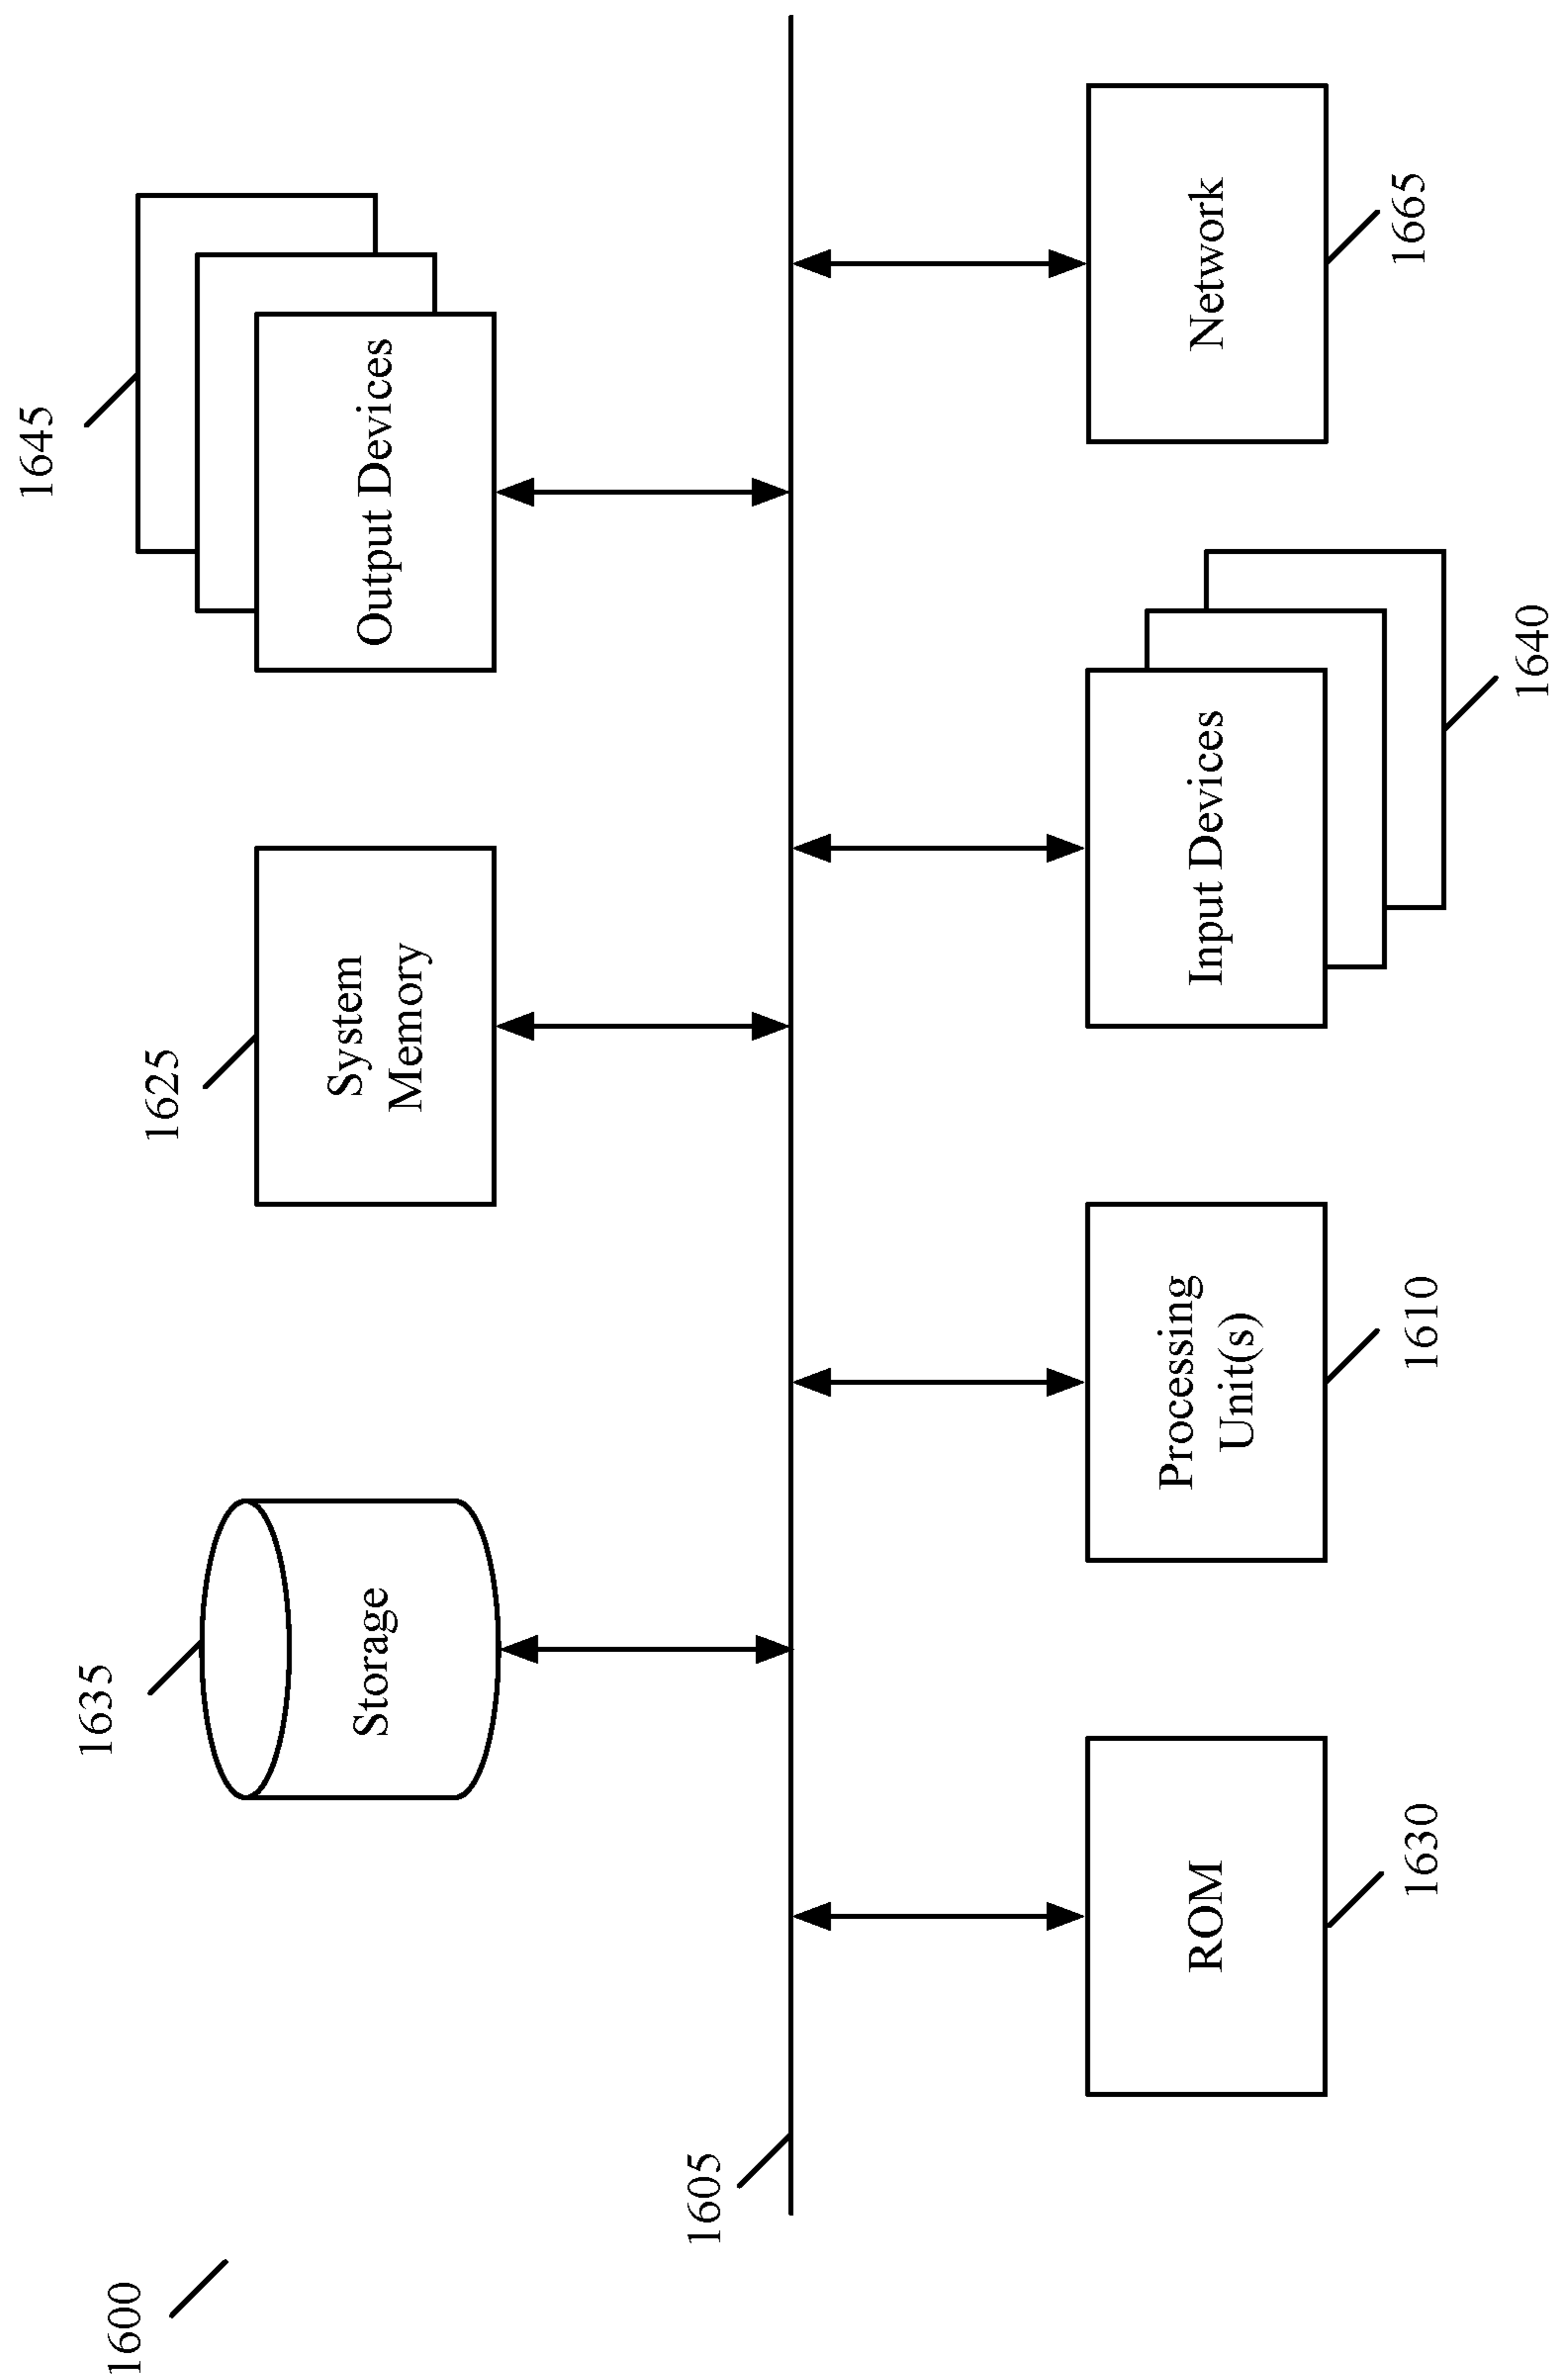 1600
1635
1625
1645
Storage
System
Memory
Output Devices
1605
ROM
Processing
Unit(s)
Input Devices
Network
1630
1610
1640
1665